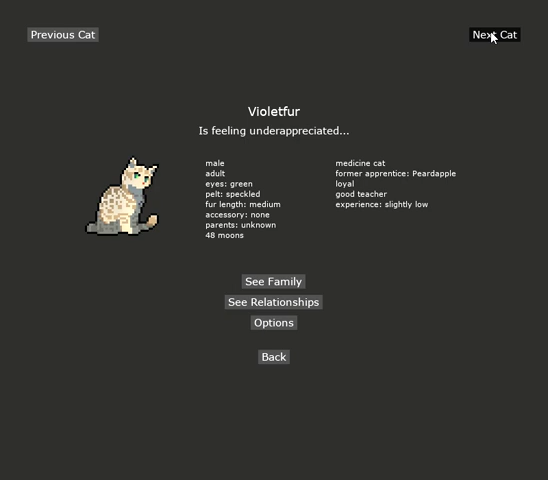 Previous Cat
Next Cat
Violetfur
Is feeling underappreciated...
male
adult
eyes: green
pelt: speckled
fur length: medium
accessory: none
parents: unknown
48 moons
medicine cat
former apprentice: Peardapple
loyal
good teacher
experience: slightly low
See Family
See Relationships
Options
Back